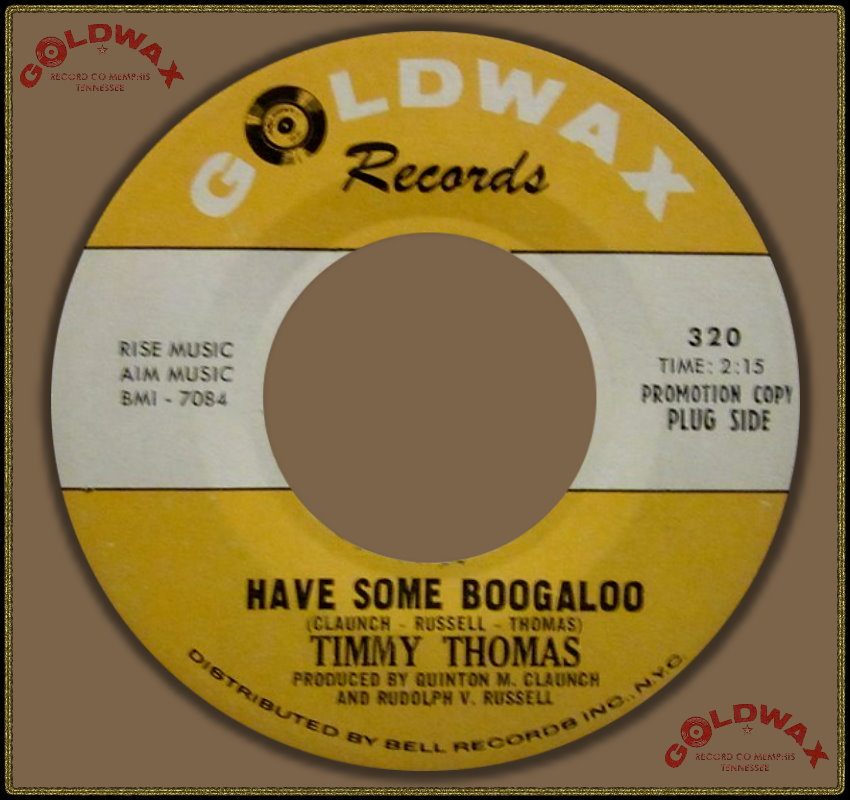 GOLDWAX
RECORD CO MEMPHIS
TENNESSEE
GOLDWAX
Records
RISE MUSIC
AIM MUSIC
BMI - 7084
320
TIME: 2:15
PROMOTION COPY
PLUG SIDE
HAVE SOME BOOGALOO
(CLAUNCH - RUSSELL - THOMAS)
TIMMY THOMAS
PRODUCED BY QUINTON M. CLAUNCH
AND RUDOLPH V. RUSSELL
DISTRIBUTED BY BELL RECORDS INC., N.Y.C.
GOLDWAX
RECORD CO MEMPHIS
TENNESSEE